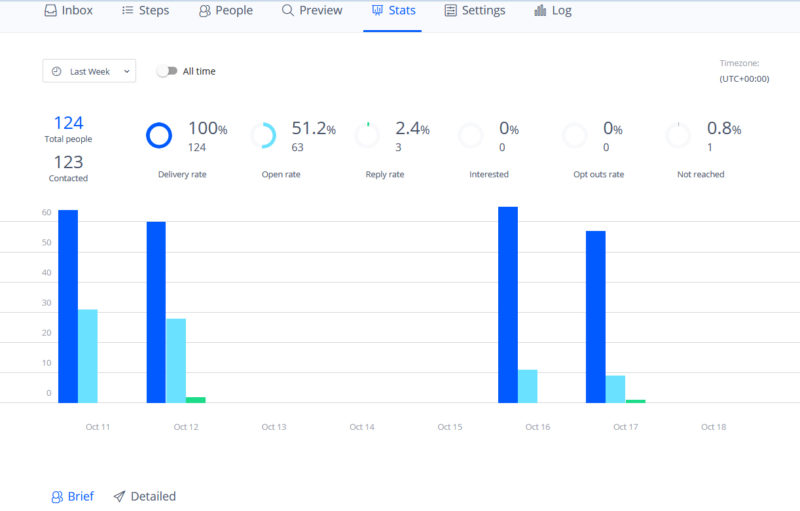 Inbox Steps People Preview Stats Settings Log
Last Week All time
Timezone:
(UTC+00:00)
124
Total people
123
Contacted
100%
124
Delivery rate
51.2%
63
Open rate
2.4%
3
Reply rate
0%
0
Interested
0%
0
Opt outs rate
0.8%
1
Not reached
60
50
40
30
20
10
0
Oct 11 Oct 12 Oct 13 Oct 14 Oct 15 Oct 16 Oct 17 Oct 18
Brief Detailed